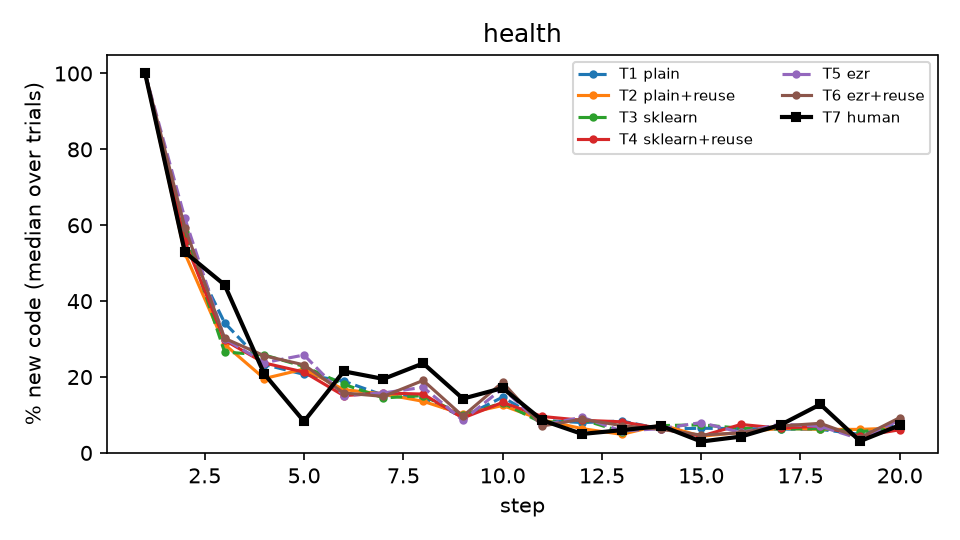 health
% new code (median over trials)
100
80
60
40
20
0
T1 plain
T2 plain+reuse
T3 sklearn
T4 sklearn+reuse
T5 ezr
T6 ezr+reuse
T7 human
2.5 5.0 7.5 10.0 12.5 15.0 17.5 20.0
step